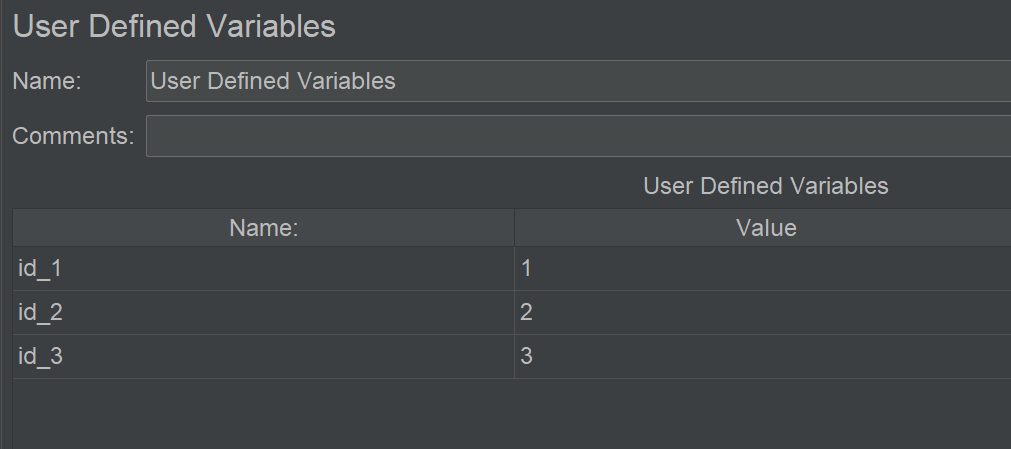 User Defined Variables
Name: User Defined Variables
Comments:
User Defined Variables
Name: Value
id_1 1
id_2 2
id_3 3